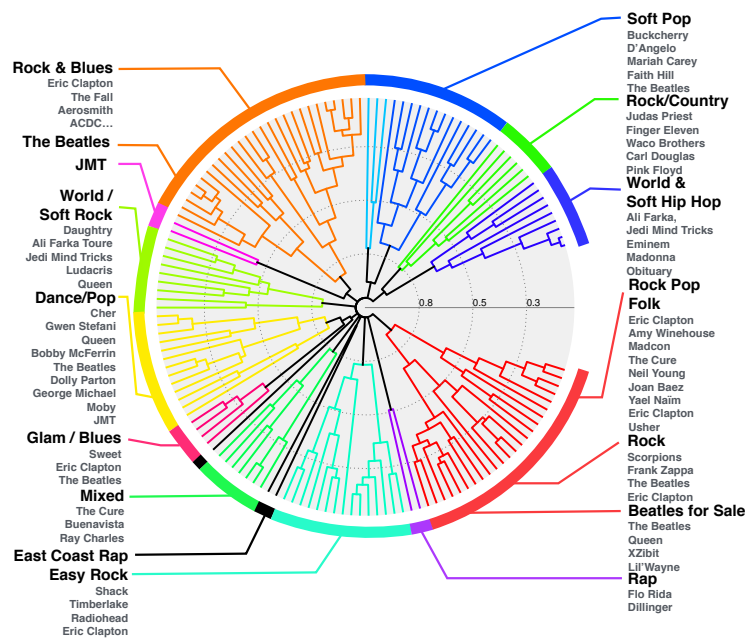 Soft Pop
Buckcherry
D'Angelo
Mariah Carey
Faith Hill
The Beatles
Rock/Country
Judas Priest
Finger Eleven
Waco Brothers
Carl Douglas
Pink Floyd
World &
Soft Hip Hop
Ali Farka,
Jedi Mind Tricks
Eminem
Madonna
Obituary
Rock Pop
Folk
Eric Clapton
Amy Winehouse
Madcon
The Cure
Neil Young
Joan Baez
Yael Naïm
Eric Clapton
Usher
Rock
Scorpions
Frank Zappa
The Beatles
Eric Clapton
Beatles for Sale
The Beatles
Queen
XZibit
Lil'Wayne
Rap
Flo Rida
Dillinger
Rock & Blues
Eric Clapton
The Fall
Aerosmith
ACDC...
The Beatles
JMT
World /
Soft Rock
Daughtry
Ali Farka Toure
Jedi Mind Tricks
Ludacris
Queen
Dance/Pop
Cher
Gwen Stefani
Queen
Bobby McFerrin
The Beatles
Dolly Parton
George Michael
Moby
JMT
Glam / Blues
Sweet
Eric Clapton
The Beatles
Mixed
The Cure
Buenavista
Ray Charles
East Coast Rap
Easy Rock
Shack
Timberlake
Radiohead
Eric Clapton
0.8 0.5 0.3